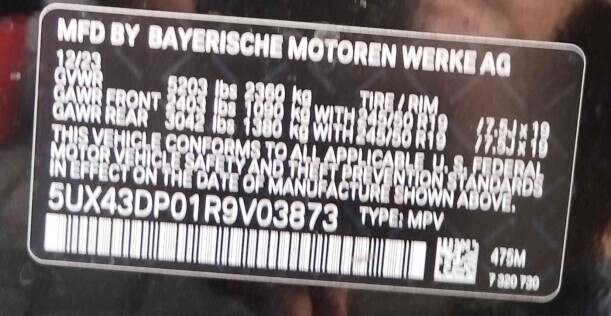 MFD BY BAYERISCHE MOTOREN WERKE AG
12/23
GVWR 5203 lbs 2360 kg TIRE / RIM
GAWR FRONT 2403 lbs 1090 kg WITH 245/50 R19 /7.5J x 19
GAWR REAR 3042 lbs 1380 kg WITH 245/50 R19 /7.5J x 19
THIS VEHICLE CONFORMS TO ALL APPLICABLE U. S. FEDERAL
MOTOR VEHICLE SAFETY AND THEFT PREVENTION STANDARDS
IN EFFECT ON THE DATE OF MANUFACTURE SHOWN ABOVE.
5UX43DP01R9V03873 TYPE: MPV
475M
7 920 790